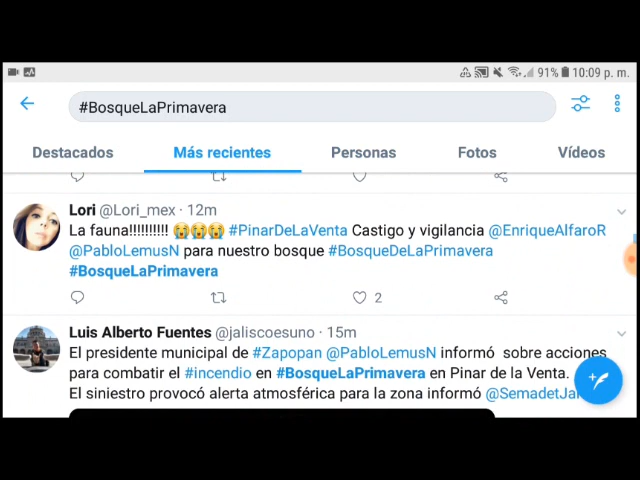 91% 10:09 p. m.
#BosqueLaPrimavera
Destacados Más recientes Personas Fotos Vídeos
Lori @Lori_mex · 12m
La fauna!!!!!!!!!! 😭😭😭 #PinarDeLaVenta Castigo y vigilancia @EnriqueAlfaroR
@PabloLemusN para nuestro bosque #BosqueDeLaPrimavera
#BosqueLaPrimavera
2
Luis Alberto Fuentes @jaliscoesuno · 15m
El presidente municipal de #Zapopan @PabloLemusN informó sobre acciones
para combatir el #incendio en #BosqueLaPrimavera en Pinar de la Venta.
El siniestro provocó alerta atmosférica para la zona informó